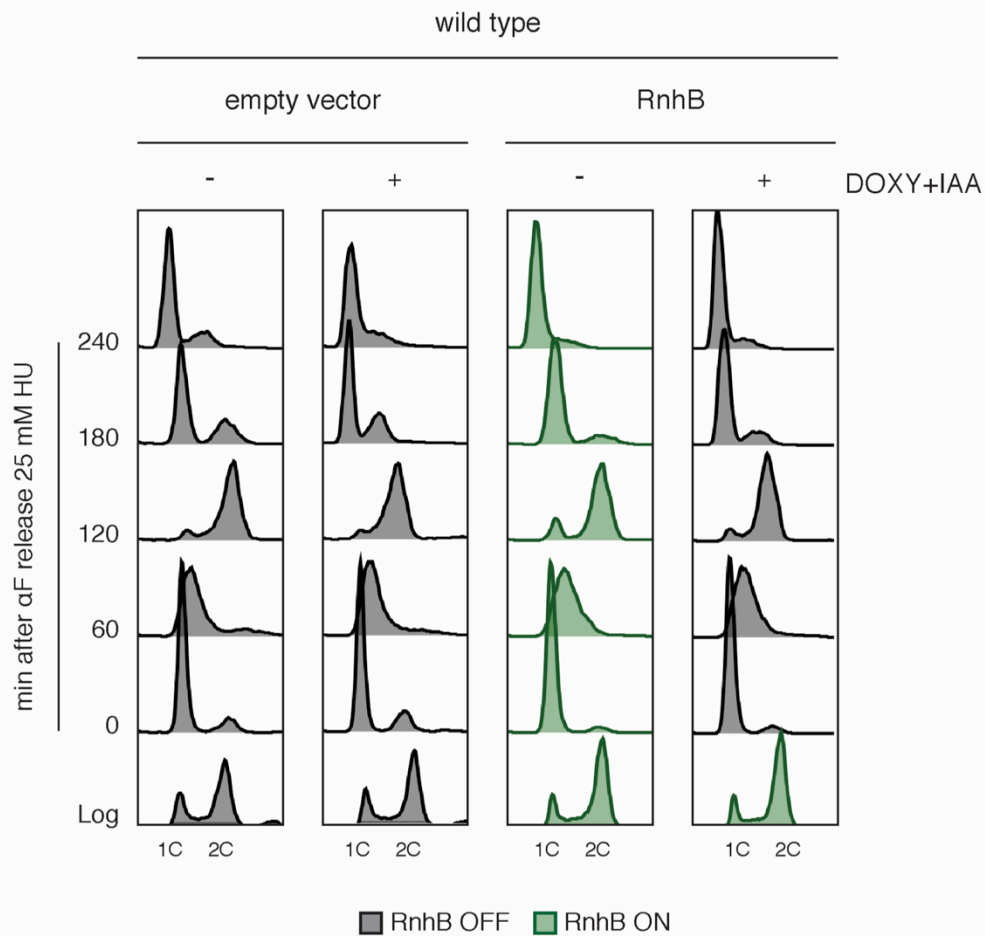 wild type
empty vector RnhB
- + - + DOXY+IAA
min after αF release 25 mM HU
240
180
120
60
0
Log
1C 2C 1C 2C 1C 2C 1C 2C
RnhB OFF RnhB ON